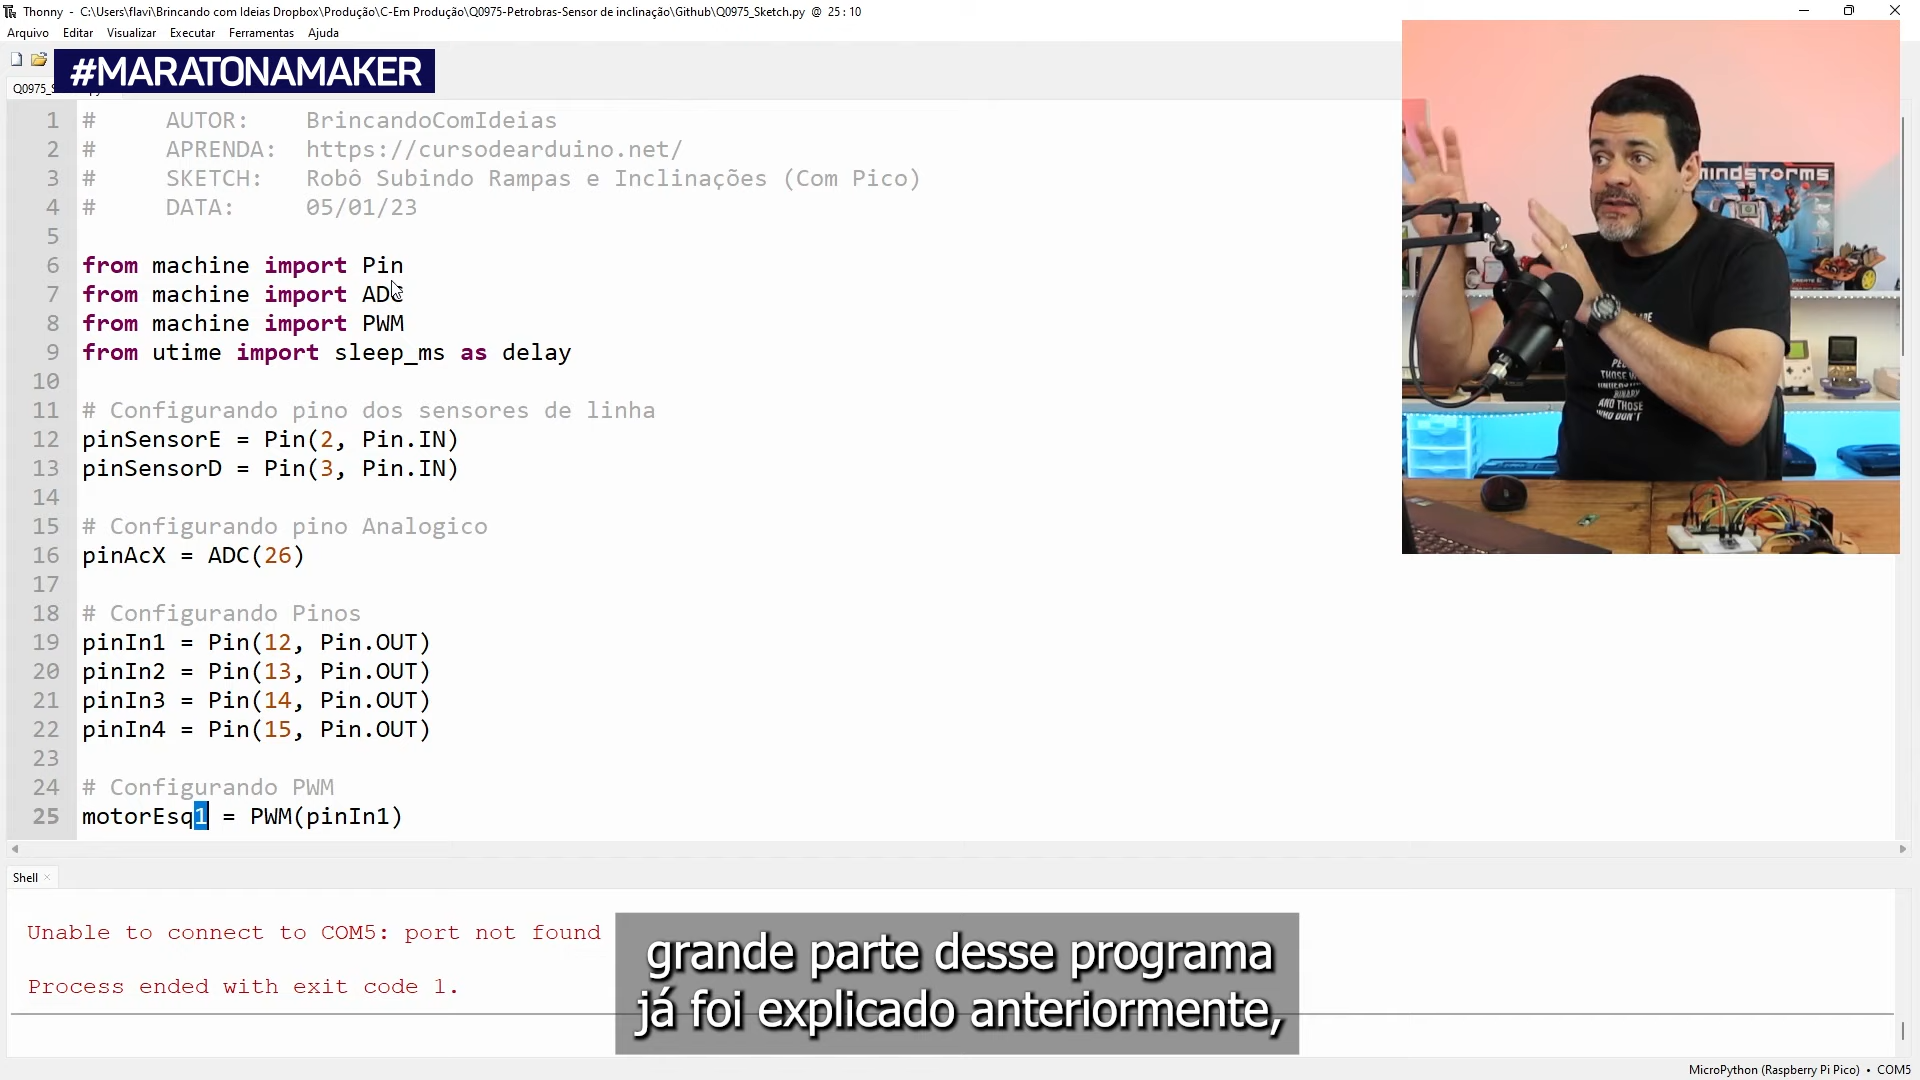 Thonny - C:\Users\flavi\Brincando com Ideias Dropbox\Produção\C-Em Produção\Q0975-Petrobras-Sensor de inclinação\Github\Q0975_Sketch.py @ 25:10
Arquivo Editar Visualizar Executar Ferramentas Ajuda
#MARATONAMAKER
1 # AUTOR: BrincandoComIdeias
2 # APRENDA: https://cursodearduino.net/
3 # SKETCH: Robô Subindo Rampas e Inclinações (Com Pico)
4 # DATA: 05/01/23
5
6 from machine import Pin
7 from machine import ADC
8 from machine import PWM
9 from utime import sleep_ms as delay
10
11 # Configurando pino dos sensores de linha
12 pinSensorE = Pin(2, Pin.IN)
13 pinSensorD = Pin(3, Pin.IN)
14
15 # Configurando pino Analogico
16 pinAcX = ADC(26)
17
18 # Configurando Pinos
19 pinIn1 = Pin(12, Pin.OUT)
20 pinIn2 = Pin(13, Pin.OUT)
21 pinIn3 = Pin(14, Pin.OUT)
22 pinIn4 = Pin(15, Pin.OUT)
23
24 # Configurando PWM
25 motorEsq1 = PWM(pinIn1)
Shell
Unable to connect to COM5: port not found
Process ended with exit code 1.
grande parte desse programa
já foi explicado anteriormente,
MicroPython (Raspberry Pi Pico) • COM5
THOSE
BINARY
AND THOSE
WHO DON'T